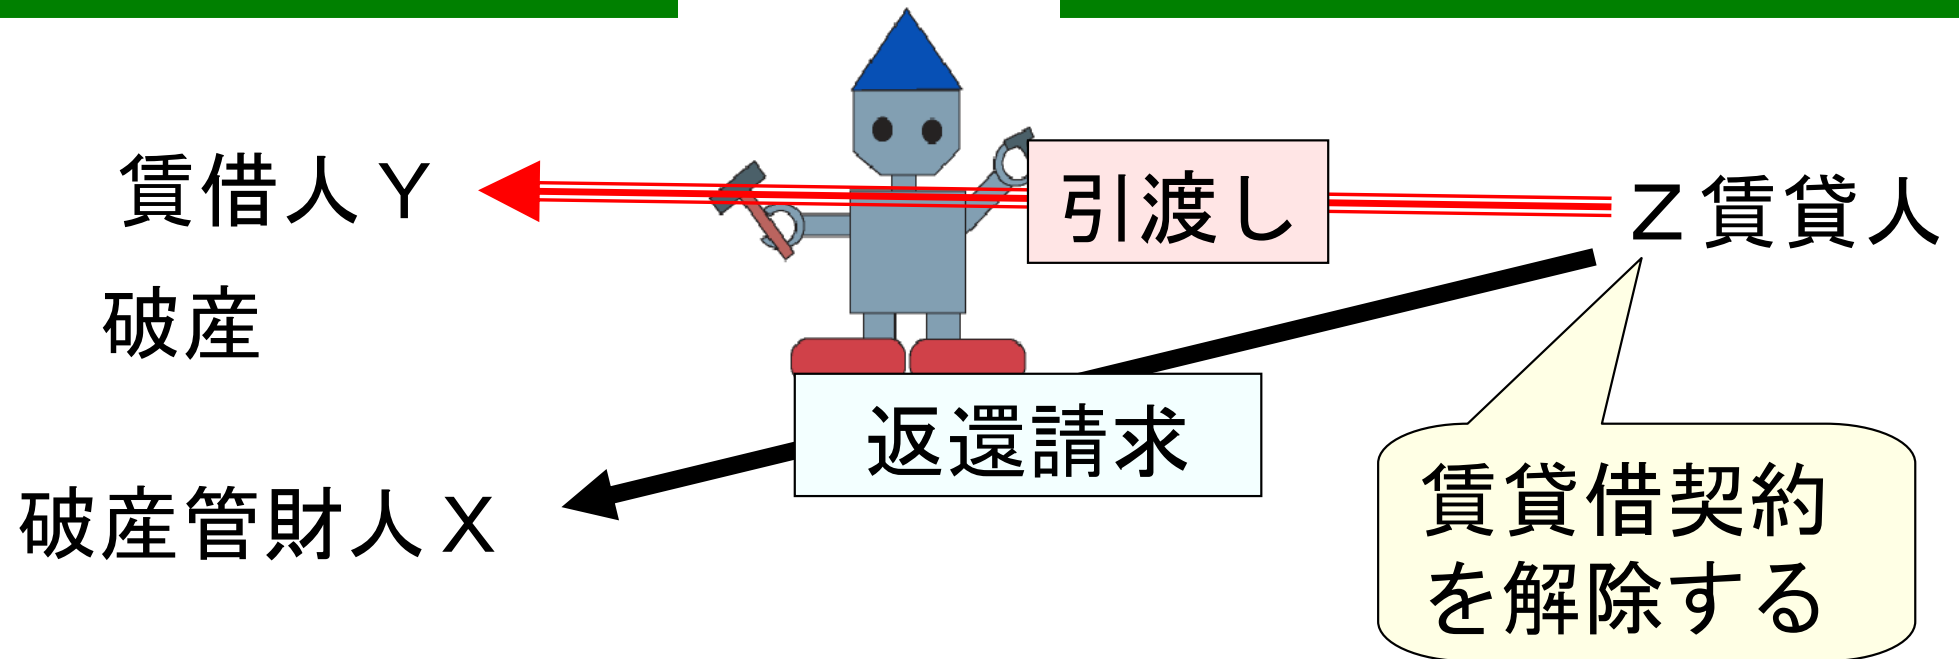 賃借人Ｙ
引渡し
Ｚ賃貸人
破産
返還請求
破産管財人Ｘ
賃貸借契約
を解除する